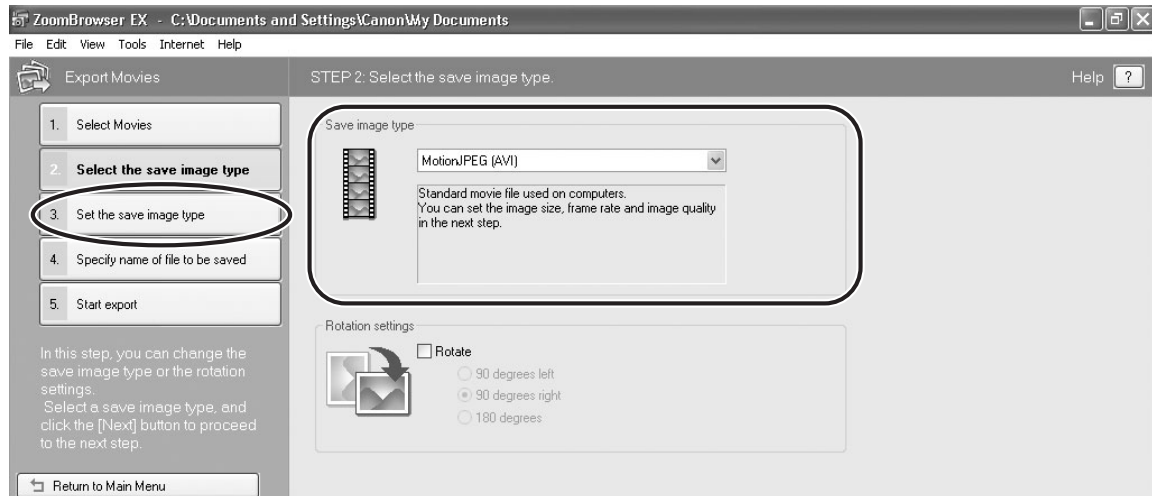 ZoomBrowser EX - C:\Documents and Settings\Canon\My Documents
File Edit View Tools Internet Help
Export Movies
STEP 2: Select the save image type.
Help ?
1. Select Movies
2. Select the save image type
3. Set the save image type
4. Specify name of file to be saved
5. Start export
In this step, you can change the
save image type or the rotation
settings.
Select a save image type, and
click the [Next] button to proceed
to the next step.
Return to Main Menu
Save image type
MotionJPEG (AVI)
Standard movie file used on computers.
You can set the image size, frame rate and image quality
in the next step.
Rotation settings
Rotate
90 degrees left
90 degrees right
180 degrees